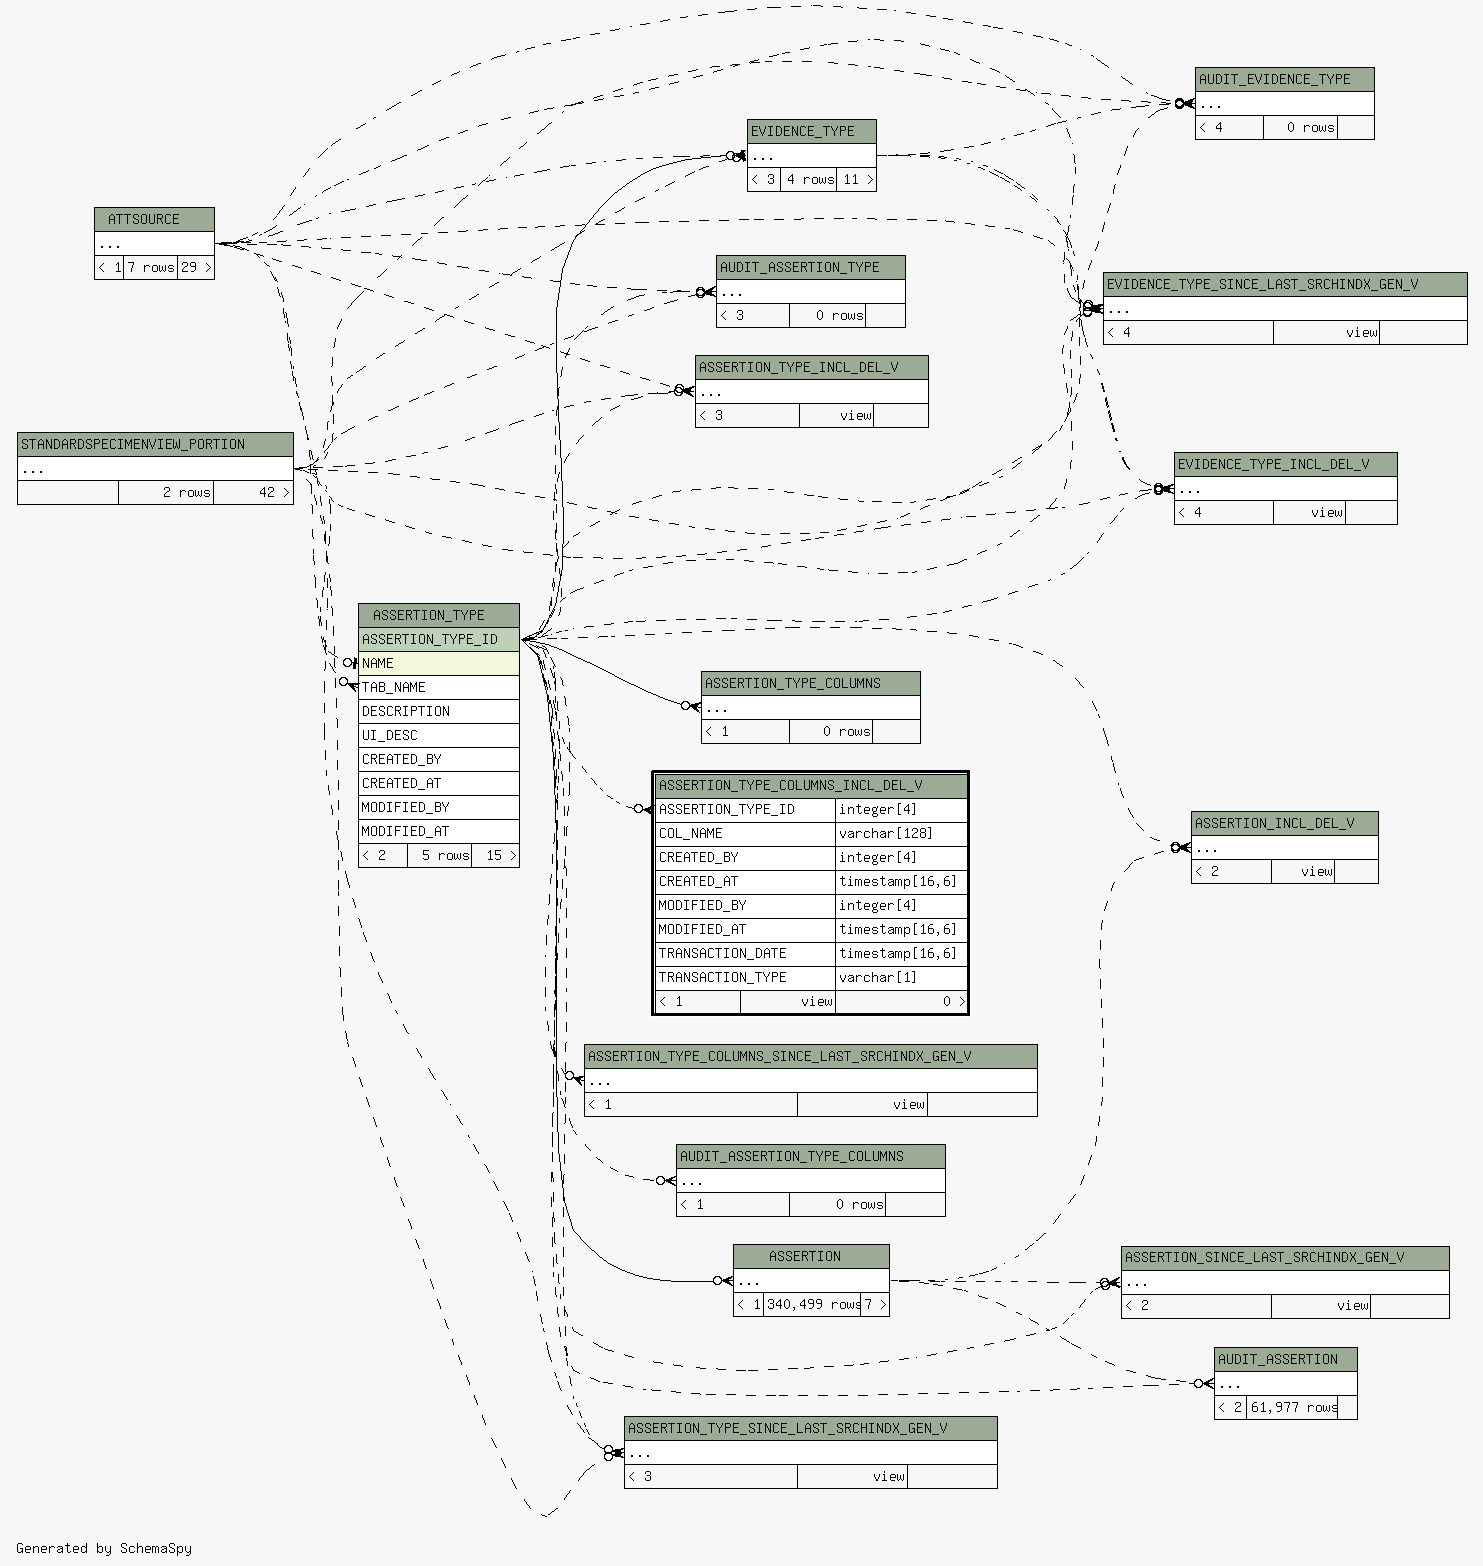 AUDIT_EVIDENCE_TYPE
...
< 4 0 rows
EVIDENCE_TYPE
...
< 3 4 rows 11 >
ATTSOURCE
...
< 1 7 rows 29 >
AUDIT_ASSERTION_TYPE
...
< 3 0 rows
EVIDENCE_TYPE_SINCE_LAST_SRCHINDX_GEN_V
...
< 4 view
ASSERTION_TYPE_INCL_DEL_V
...
< 3 view
STANDARDSPECIMENVIEW_PORTION
...
2 rows 42 >
EVIDENCE_TYPE_INCL_DEL_V
...
< 4 view
ASSERTION_TYPE
ASSERTION_TYPE_ID
NAME
TAB_NAME
DESCRIPTION
UI_DESC
CREATED_BY
CREATED_AT
MODIFIED_BY
MODIFIED_AT
< 2 5 rows 15 >
ASSERTION_TYPE_COLUMNS
...
< 1 0 rows
ASSERTION_TYPE_COLUMNS_INCL_DEL_V
ASSERTION_TYPE_ID integer[4]
COL_NAME varchar[128]
CREATED_BY integer[4]
CREATED_AT timestamp[16,6]
MODIFIED_BY integer[4]
MODIFIED_AT timestamp[16,6]
TRANSACTION_DATE timestamp[16,6]
TRANSACTION_TYPE varchar[1]
< 1 view 0 >
ASSERTION_INCL_DEL_V
...
< 2 view
ASSERTION_TYPE_COLUMNS_SINCE_LAST_SRCHINDX_GEN_V
...
< 1 view
AUDIT_ASSERTION_TYPE_COLUMNS
...
< 1 0 rows
ASSERTION
...
< 1 340,499 rows 7 >
ASSERTION_SINCE_LAST_SRCHINDX_GEN_V
...
< 2 view
AUDIT_ASSERTION
...
< 2 61,977 rows
ASSERTION_TYPE_SINCE_LAST_SRCHINDX_GEN_V
...
< 3 view
Generated by SchemaSpy